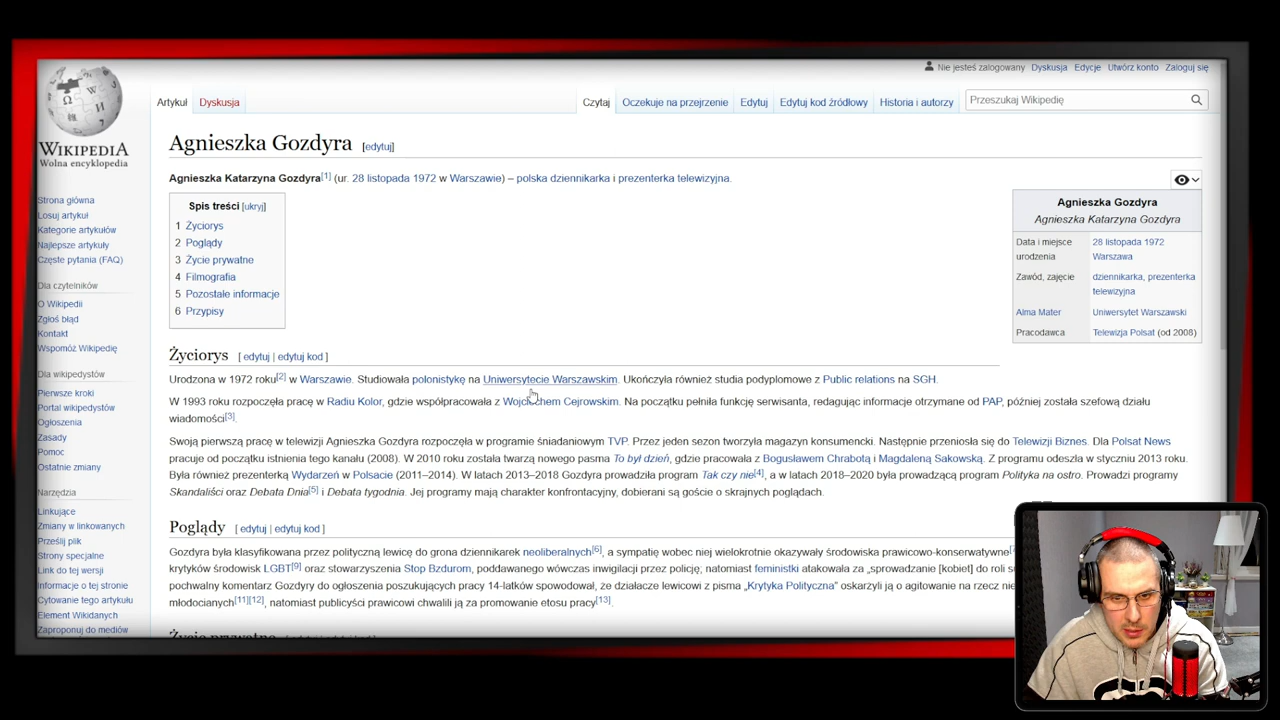 Nie jesteś zalogowany Dyskusja Edycje Utwórz konto Zaloguj się
Artykuł Dyskusja Czytaj Oczekuje na przejrzenie Edytuj Edytuj kod źródłowy Historia i autorzy Przeszukaj Wikipedię
WIKIPEDIA
Wolna encyklopedia
Strona główna
Losuj artykuł
Kategorie artykułów
Najlepsze artykuły
Częste pytania (FAQ)
Dla czytelników
O Wikipedii
Zgłoś błąd
Kontakt
Wspomóż Wikipedię
Dla wikipedystów
Pierwsze kroki
Portal wikipedystów
Ogłoszenia
Zasady
Pomoc
Ostatnie zmiany
Narzędzia
Linkujące
Zmiany w linkowanych
Prześlij plik
Strony specjalne
Link do tej wersji
Informacje o tej stronie
Cytowanie tego artykułu
Element Wikidanych
Zaproponuj do mediów
Agnieszka Gozdyra [edytuj]
Agnieszka Katarzyna Gozdyra[1] (ur. 28 listopada 1972 w Warszawie) – polska dziennikarka i prezenterka telewizyjna.
Spis treści [ukryj]
1 Życiorys
2 Poglądy
3 Życie prywatne
4 Filmografia
5 Pozostałe informacje
6 Przypisy
Agnieszka Gozdyra
Agnieszka Katarzyna Gozdyra
Data i miejsce urodzenia 28 listopada 1972
Warszawa
Zawód, zajęcie dziennikarka, prezenterka
telewizyjna
Alma Mater Uniwersytet Warszawski
Pracodawca Telewizja Polsat (od 2008)
Życiorys [ edytuj | edytuj kod ]
Urodzona w 1972 roku[2] w Warszawie. Studiowała polonistykę na Uniwersytecie Warszawskim. Ukończyła również studia podyplomowe z Public relations na SGH.
W 1993 roku rozpoczęła pracę w Radiu Kolor, gdzie współpracowała z Wojciechem Cejrowskim. Na początku pełniła funkcję serwisanta, redagując informacje otrzymane od PAP, później została szefową działu
wiadomości[3].
Swoją pierwszą pracę w telewizji Agnieszka Gozdyra rozpoczęła w programie śniadaniowym TVP. Przez jeden sezon tworzyła magazyn konsumencki. Następnie przeniosła się do Telewizji Biznes. Dla Polsat News
pracuje od początku istnienia tego kanału (2008). W 2010 roku została twarzą nowego pasma To był dzień, gdzie pracowała z Bogusławem Chrabotą i Magdaleną Sakowską. Z programu odeszła w styczniu 2013 roku.
Była również prezenterką Wydarzeń w Polsacie (2011–2014). W latach 2013–2018 Gozdyra prowadziła program Tak czy nie[4], a w latach 2018–2020 była prowadzącą program Polityka na ostro. Prowadzi programy
Skandaliści oraz Debata Dnia[5] i Debata tygodnia. Jej programy mają charakter konfrontacyjny, dobierani są goście o skrajnych poglądach.
Poglądy [ edytuj | edytuj kod ]
Gozdyra była klasyfikowana przez polityczną lewicę do grona dziennikarek neoliberalnych[6], a sympatię wobec niej wielokrotnie okazywały środowiska prawicowo-konserwatywne
krytyków środowisk LGBT[9] oraz stowarzyszenia Stop Bzdurom, poddawanego wówczas inwigilacji przez policję; natomiast feministki atakowała za „sprowadzanie [kobiet] do roli
pochwalny komentarz Gozdyry do ogłoszenia poszukujących pracy 14-latków spowodował, że działacze lewicowi z pisma „Krytyka Polityczna” oskarżyli ją o agitowanie na rzecz
młodocianych[11][12], natomiast publicyści prawicowi chwalili ją za promowanie etosu pracy[13].